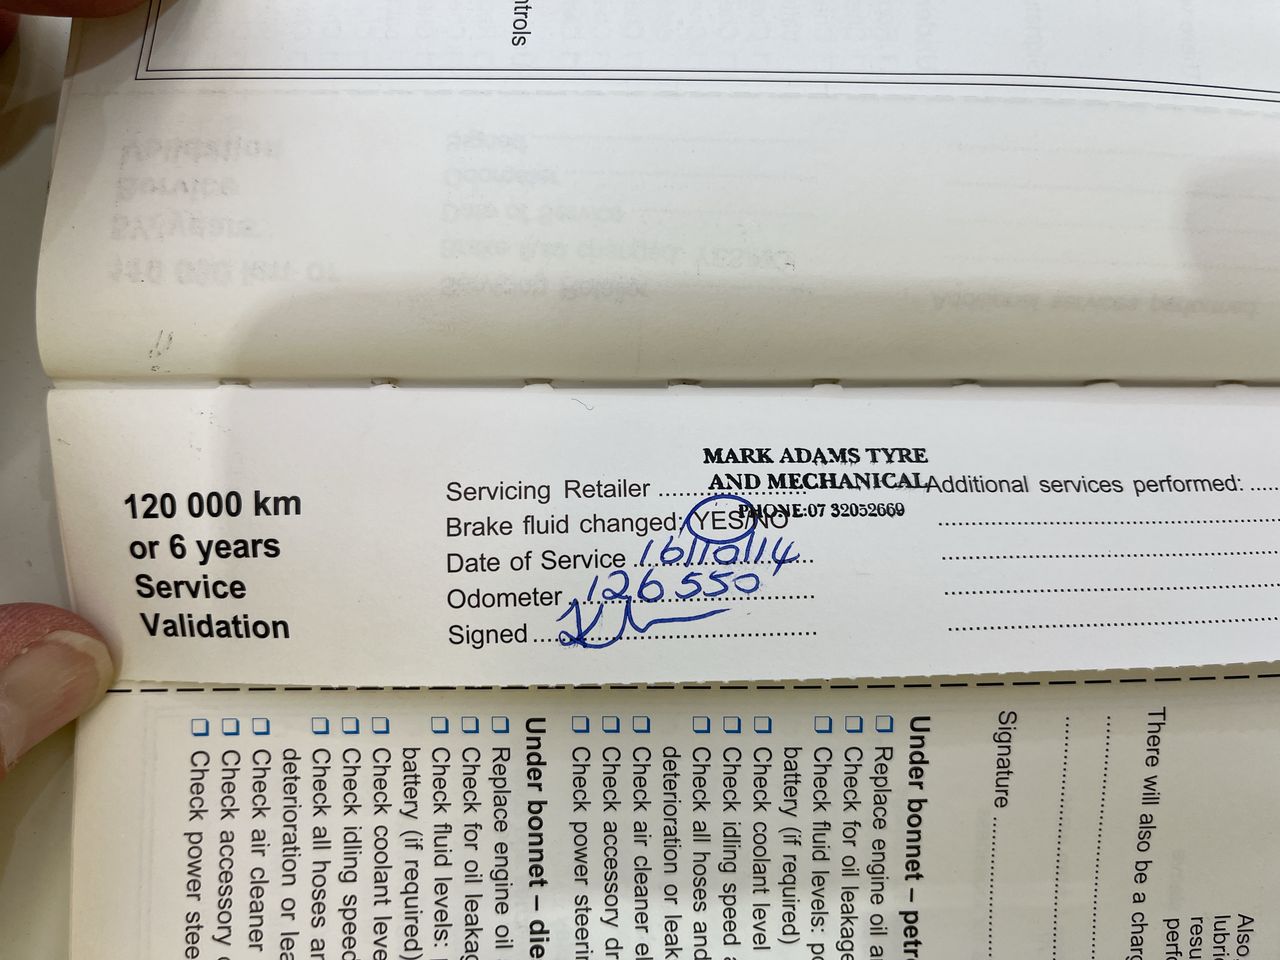 ntrols
MARK ADAMS TYRE
AND MECHANICAL
PHONE:07 32052669
120 000 km
or 6 years
Service
Validation
Servicing Retailer ..................
Brake fluid changed: YES/NO
Date of Service 16/10/14
Odometer 126550
Signed
Additional services performed: ....
There will also be a charg
Signature
Under bonnet – petr
❏ Replace engine oil a
❏ Check for oil leakage
❏ Check fluid levels: po
battery (if required)
❏ Check coolant level
❏ Check idling speed a
❏ Check all hoses and
deterioration or leak
❏ Check air cleaner el
❏ Check accessory dr
❏ Check power steerin
Under bonnet – die
❏ Replace engine oil
❏ Check for oil leakag
❏ Check fluid levels:
battery (if required)
❏ Check coolant leve
❏ Check idling speed
❏ Check all hoses ar
deterioration or lea
❏ Check air cleaner
❏ Check accessory
❏ Check power stee
Also
lubri
resu
perf